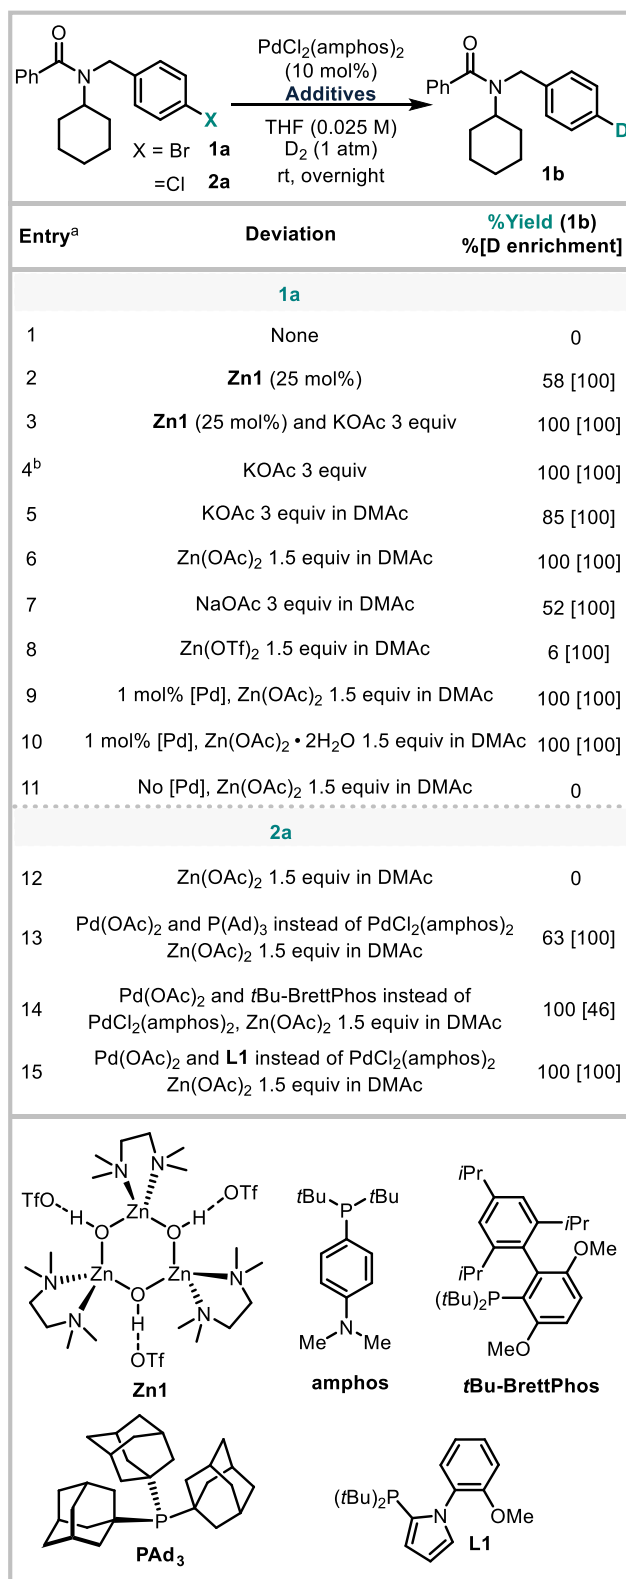 O
Ph
N
X
X = Br 1a
=Cl 2a
PdCl2(amphos)2
(10 mol%)
Additives
THF (0.025 M)
D2 (1 atm)
rt, overnight
O
Ph
N
D
1b
Entrya Deviation %Yield (1b)
%[D enrichment]
1a
1 None 0
2 Zn1 (25 mol%) 58 [100]
3 Zn1 (25 mol%) and KOAc 3 equiv 100 [100]
4b KOAc 3 equiv 100 [100]
5 KOAc 3 equiv in DMAc 85 [100]
6 Zn(OAc)2 1.5 equiv in DMAc 100 [100]
7 NaOAc 3 equiv in DMAc 52 [100]
8 Zn(OTf)2 1.5 equiv in DMAc 6 [100]
9 1 mol% [Pd], Zn(OAc)2 1.5 equiv in DMAc 100 [100]
10 1 mol% [Pd], Zn(OAc)2 • 2H2O 1.5 equiv in DMAc 100 [100]
11 No [Pd], Zn(OAc)2 1.5 equiv in DMAc 0
2a
12 Zn(OAc)2 1.5 equiv in DMAc 0
13 Pd(OAc)2 and P(Ad)3 instead of PdCl2(amphos)2
Zn(OAc)2 1.5 equiv in DMAc 63 [100]
14 Pd(OAc)2 and tBu-BrettPhos instead of
PdCl2(amphos)2, Zn(OAc)2 1.5 equiv in DMAc 100 [46]
15 Pd(OAc)2 and L1 instead of PdCl2(amphos)2
Zn(OAc)2 1.5 equiv in DMAc 100 [100]
N N
TfO H Zn H OTf
O O
N Zn Zn N
N O N
H
OTf
Zn1
tBu tBu
P
N
Me Me
amphos
iPr
iPr
iPr OMe
(tBu)2P
MeO
tBu-BrettPhos
P
PAd3
(tBu)2P
N OMe
L1